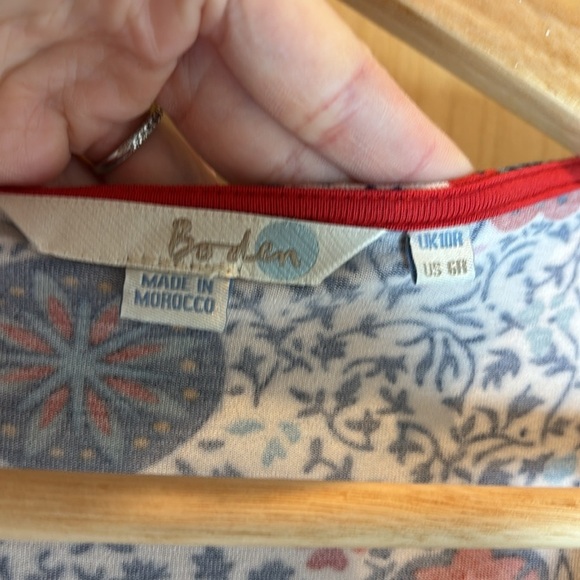 Boden
MADE IN
MOROCCO
UK10R
US 6R